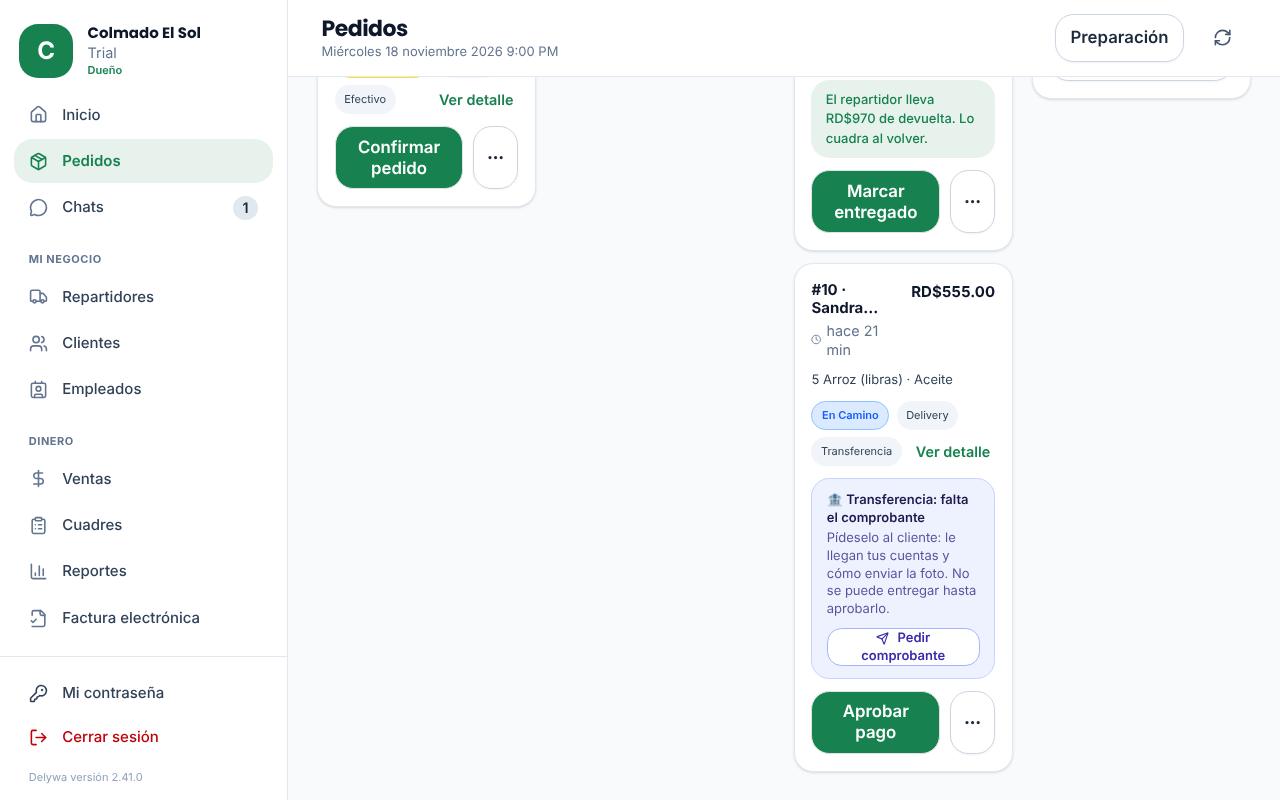 C
Colmado El Sol
Trial
Dueño
Inicio
Pedidos
Chats
1
MI NEGOCIO
Repartidores
Clientes
Empleados
DINERO
Ventas
Cuadres
Reportes
Factura electrónica
Mi contraseña
Cerrar sesión
Delywa versión 2.41.0
Pedidos
Miércoles 18 noviembre 2026 9:00 PM
Preparación
Efectivo
Ver detalle
Confirmar
pedido
...
El repartidor lleva
RD$970 de devuelta. Lo
cuadra al volver.
Marcar
entregado
...
#10 ·
Sandra...
RD$555.00
hace 21
min
5 Arroz (libras) · Aceite
En Camino
Delivery
Transferencia
Ver detalle
🏦 Transferencia: falta
el comprobante
Pídeselo al cliente: le
llegan tus cuentas y
cómo enviar la foto. No
se puede entregar hasta
aprobarlo.
Pedir
comprobante
Aprobar
pago
...